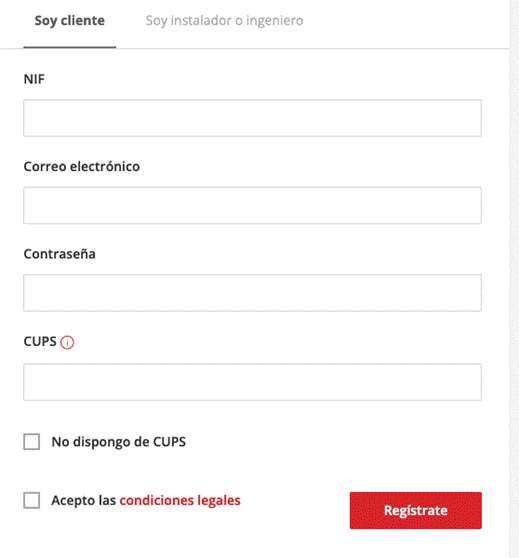 Soy cliente Soy instalador o ingeniero
NIF
Correo electrónico
Contraseña
CUPS
No dispongo de CUPS
Acepto las condiciones legales Regístrate